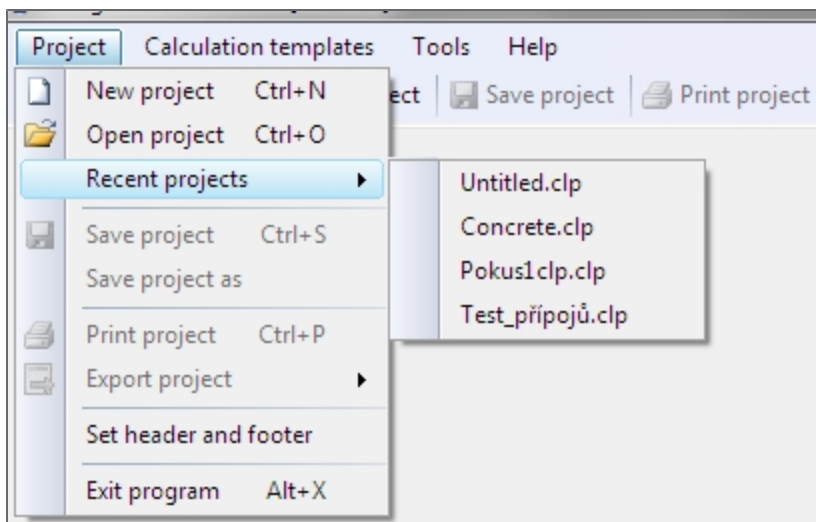 Project Calculation templates Tools Help
ect Save project Print project
New project Ctrl+N
Open project Ctrl+O
Recent projects
Untitled.clp
Concrete.clp
Pokus1clp.clp
Test_přípojů.clp
Save project Ctrl+S
Save project as
Print project Ctrl+P
Export project
Set header and footer
Exit program Alt+X